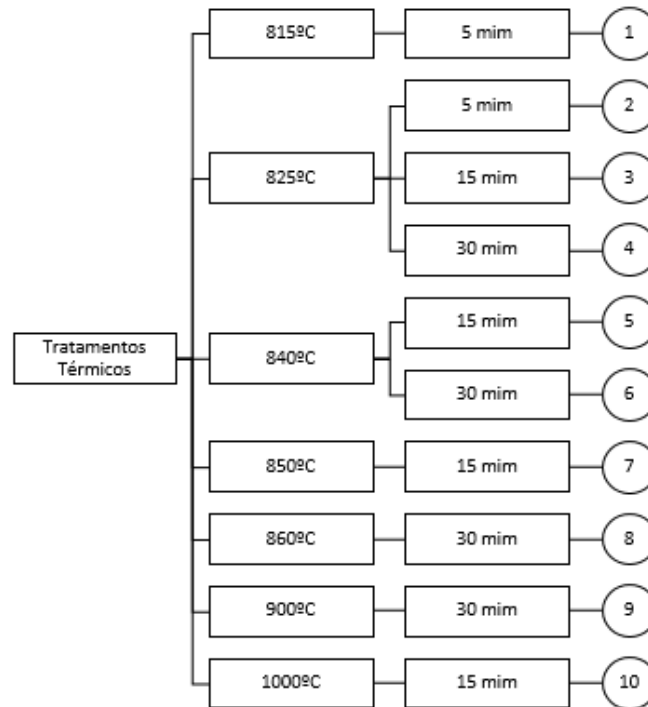 815ºC
5 mim
1
5 mim
2
825ºC
15 mim
3
30 mim
4
Tratamentos
Térmicos
840ºC
15 mim
5
30 mim
6
850ºC
15 mim
7
860ºC
30 mim
8
900ºC
30 mim
9
1000ºC
15 mim
10